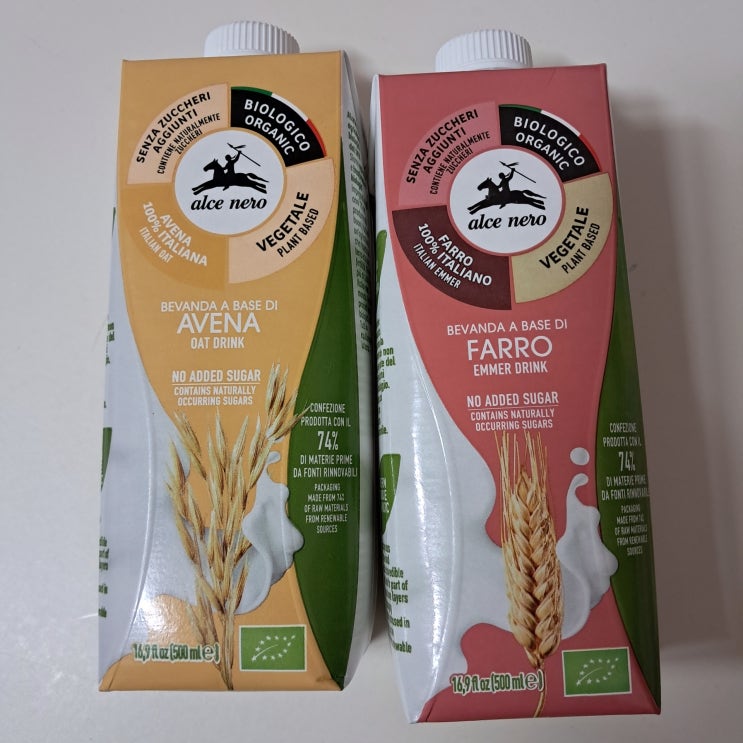 SENZA ZUCCHERI
AGGIUNTI
CONTIENE NATURALMENTE
ZUCCHERI
BIOLOGICO
ORGANIC
alce nero
AVENA
100% ITALIANA
ITALIAN OAT
VEGETALE
PLANT BASED
BEVANDA A BASE DI
AVENA
OAT DRINK
NO ADDED SUGAR
CONTAINS NATURALLY
OCCURRING SUGARS
CONFEZIONE
PRODOTTA CON IL
74%
DI MATERIE PRIME
DA FONTI RINNOVABILI
PACKAGING
MADE FROM 74%
OF RAW MATERIALS
FROM RENEWABLE
SOURCES
16,9 fl oz (500 ml ℮)
SENZA ZUCCHERI
AGGIUNTI
CONTIENE NATURALMENTE
ZUCCHERI
BIOLOGICO
ORGANIC
alce nero
FARRO
100% ITALIANO
ITALIAN EMMER
VEGETALE
PLANT BASED
BEVANDA A BASE DI
FARRO
EMMER DRINK
NO ADDED SUGAR
CONTAINS NATURALLY
OCCURRING SUGARS
CONFEZIONE
PRODOTTA CON IL
74%
DI MATERIE PRIME
DA FONTI RINNOVABILI
PACKAGING
MADE FROM 74%
OF RAW MATERIALS
FROM RENEWABLE
SOURCES
16,9 fl oz (500 ml ℮)